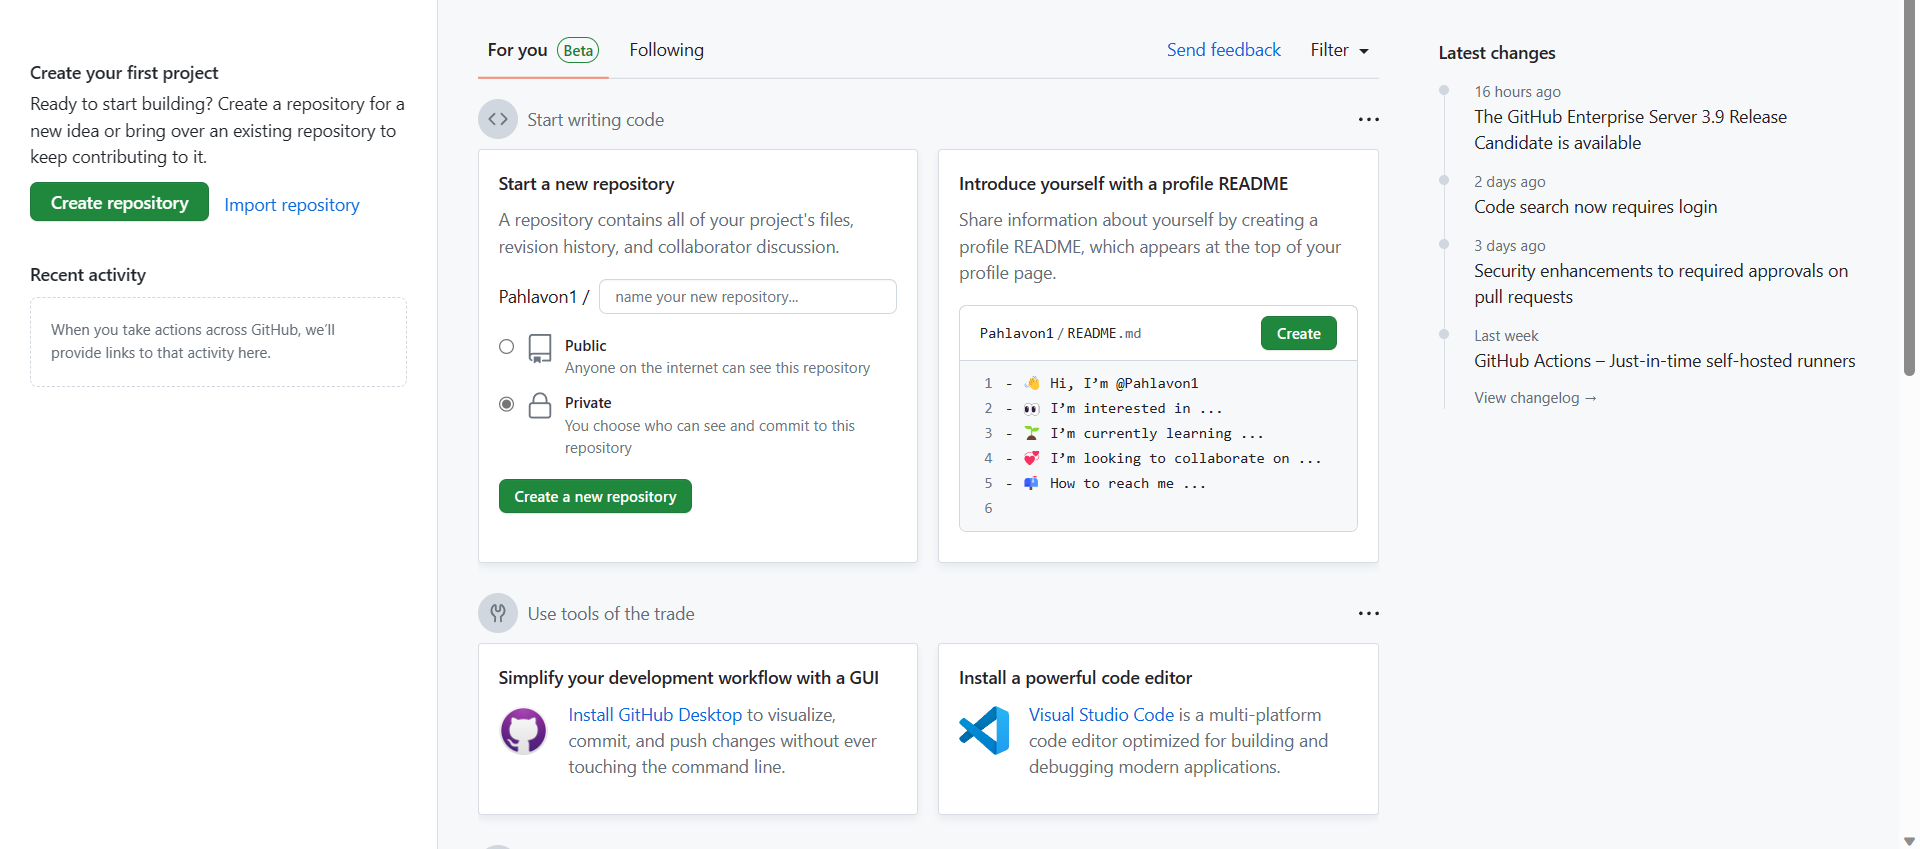 Create your first project
Ready to start building? Create a repository for a
new idea or bring over an existing repository to
keep contributing to it.
Create repository
Import repository
Recent activity
When you take actions across GitHub, we'll
provide links to that activity here.
For you Beta
Following
Send feedback
Filter
Start writing code
Start a new repository
A repository contains all of your project's files,
revision history, and collaborator discussion.
Pahlavon1 /
name your new repository...
Public
Anyone on the internet can see this repository
Private
You choose who can see and commit to this
repository
Create a new repository
Introduce yourself with a profile README
Share information about yourself by creating a
profile README, which appears at the top of your
profile page.
Pahlavon1 / README.md
Create
1 - 👋 Hi, I’m @Pahlavon1
2 - 👀 I’m interested in ...
3 - 🌱 I’m currently learning ...
4 - 💞️ I’m looking to collaborate on ...
5 - 📫 How to reach me ...
6
Use tools of the trade
Simplify your development workflow with a GUI
Install GitHub Desktop to visualize,
commit, and push changes without ever
touching the command line.
Install a powerful code editor
Visual Studio Code is a multi-platform
code editor optimized for building and
debugging modern applications.
Latest changes
16 hours ago
The GitHub Enterprise Server 3.9 Release
Candidate is available
2 days ago
Code search now requires login
3 days ago
Security enhancements to required approvals on
pull requests
Last week
GitHub Actions – Just-in-time self-hosted runners
View changelog →